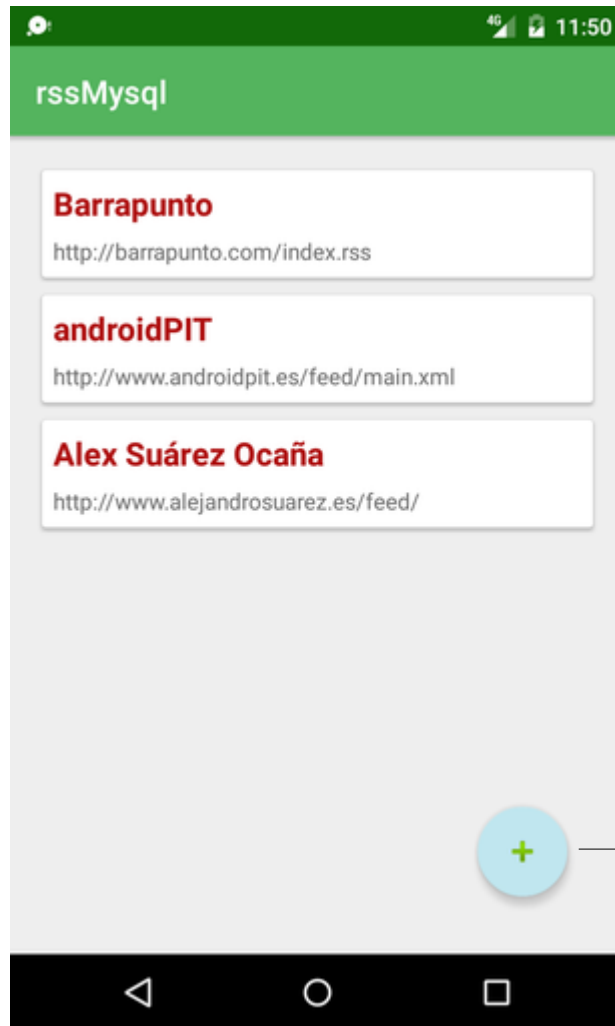 4G 11:50
rssMysql
Barrapunto
http://barrapunto.com/index.rss
androidPIT
http://www.androidpit.es/feed/main.xml
Alex Suárez Ocaña
http://www.alejandrosuarez.es/feed/
+